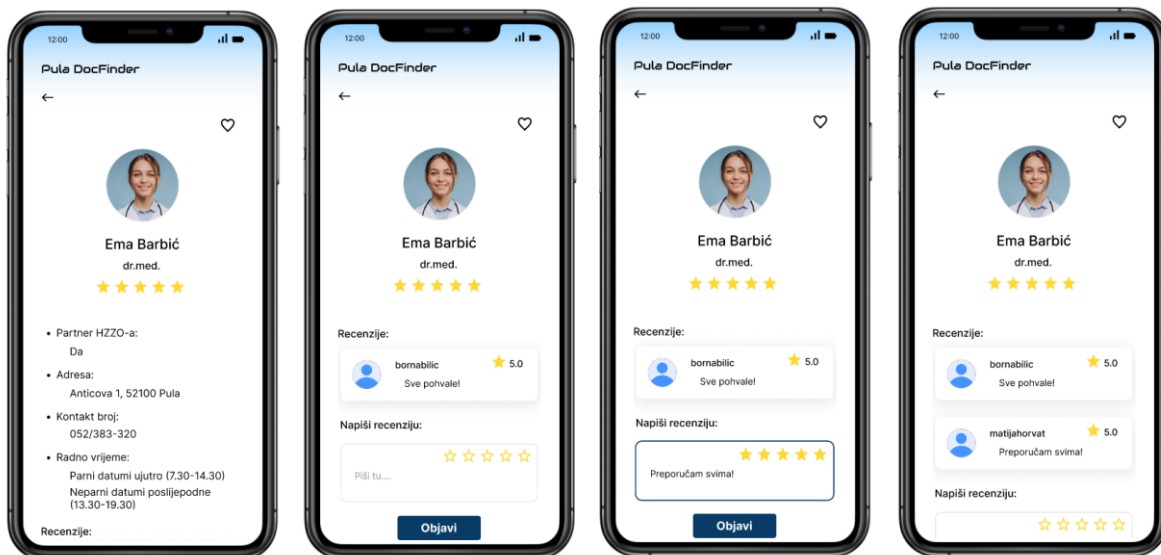 12:00
Pula DocFinder
Ema Barbić
dr.med.
• Partner HZZO-a:
Da
• Adresa:
Anticova 1, 52100 Pula
• Kontakt broj:
052/383-320
• Radno vrijeme:
Parni datumi ujutro (7.30-14.30)
Neparni datumi poslijepodne
(13.30-19.30)
Recenzije:
12:00
Pula DocFinder
Ema Barbić
dr.med.
Recenzije:
bornabilic 5.0
Sve pohvale!
Napiši recenziju:
Piši tu....
Objavi
12:00
Pula DocFinder
Ema Barbić
dr.med.
Recenzije:
bornabilic 5.0
Sve pohvale!
Napiši recenziju:
Preporučam svima!
Objavi
12:00
Pula DocFinder
Ema Barbić
dr.med.
Recenzije:
bornabilic 5.0
Sve pohvale!
matijahorvat 5.0
Preporučam svima!
Napiši recenziju: